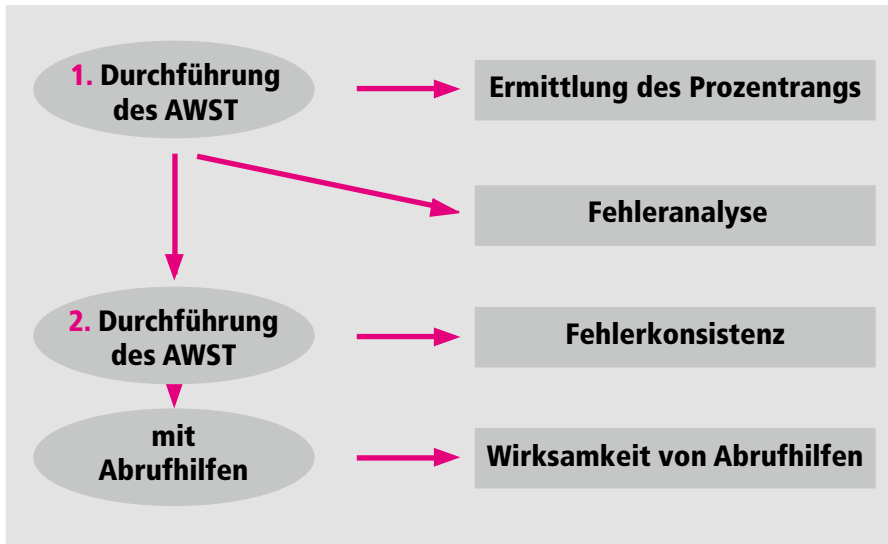 1. Durchführung
des AWST
Ermittlung des Prozentrangs
Fehleranalyse
2. Durchführung
des AWST
Fehlerkonsistenz
mit
Abrufhilfen
Wirksamkeit von Abrufhilfen